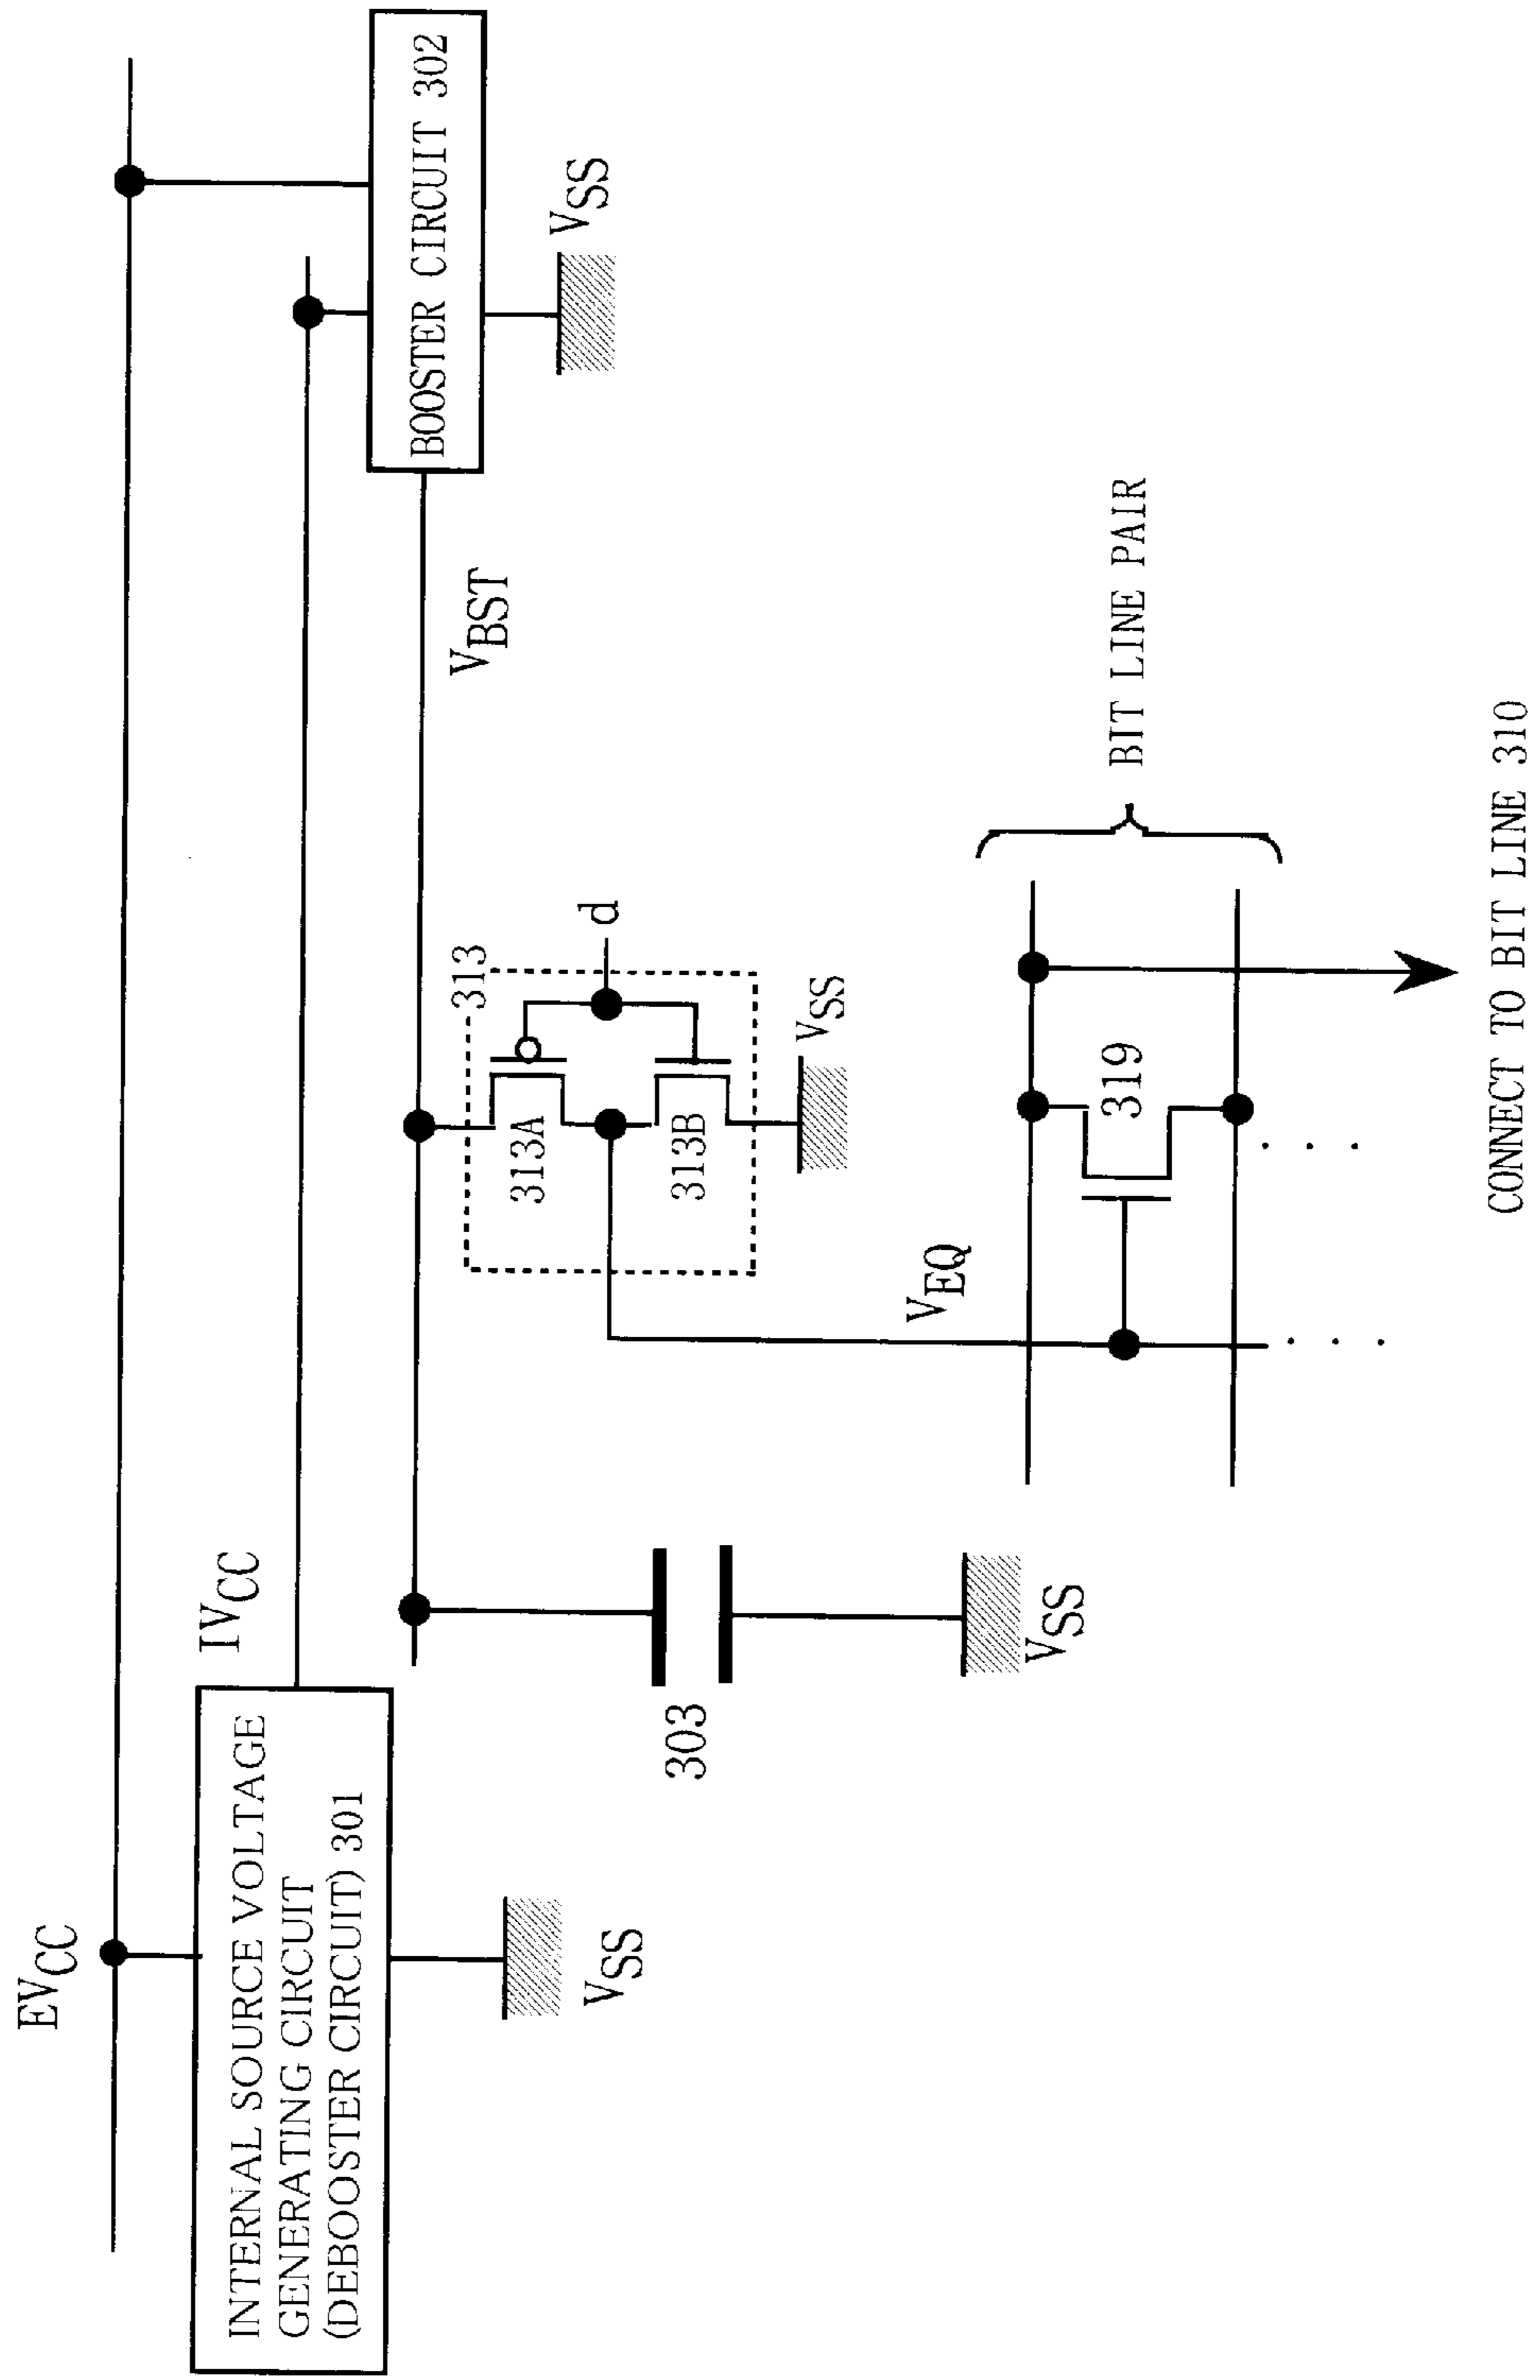 EVCC
IVCC
INTERNAL SOURCE VOLTAGE
GENERATING CIRCUIT
(DEBOOSTER CIRCUIT) 301
VSS
BOOSTER CIRCUIT 302
VSS
VBST
303
VSS
313
d
313A
313B
VSS
VEQ
319
BIT LINE PAIR
CONNECT TO BIT LINE 310